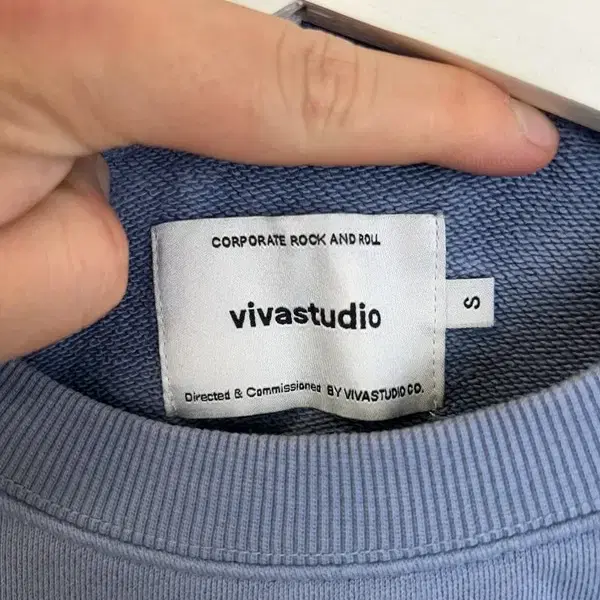 CORPORATE ROCK AND ROLL
vivastudio
S
Directed & Commissioned BY VIVASTUDIO CO.